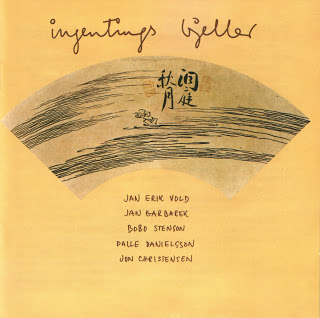 ingentings bjeller
洞庭
秋月
JAN ERIK VOLD
JAN GARBAREK
BOBO STENSON
PALLE DANIELSSON
JON CHRISTENSEN